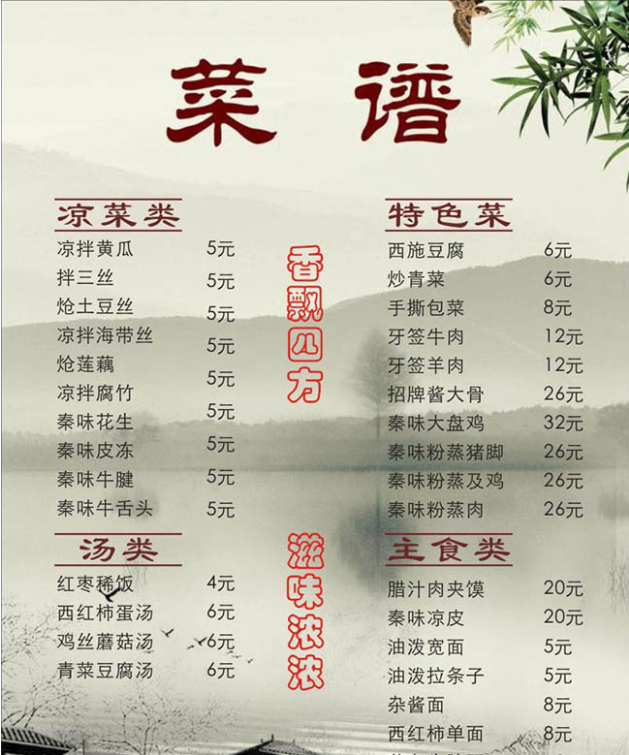 菜 谱
凉菜类
凉拌黄瓜 5元
拌三丝 5元
炝土豆丝 5元
凉拌海带丝 5元
炝莲藕 5元
凉拌腐竹
秦味花生 5元
秦味皮冻 5元
秦味牛腱 5元
秦味牛舌头 5元
汤类
红枣稀饭 4元
西红柿蛋汤 6元
鸡丝蘑菇汤 6元
青菜豆腐汤 6元
香飘四方
滋味浓浓
特色菜
西施豆腐 6元
炒青菜 6元
手撕包菜 8元
牙签牛肉 12元
牙签羊肉 12元
招牌酱大骨 26元
秦味大盘鸡 32元
秦味粉蒸猪脚 26元
秦味粉蒸及鸡 26元
秦味粉蒸肉 26元
主食类
腊汁肉夹馍 20元
秦味凉皮 20元
油泼宽面 5元
油泼拉条子 5元
杂酱面 8元
西红柿单面 8元